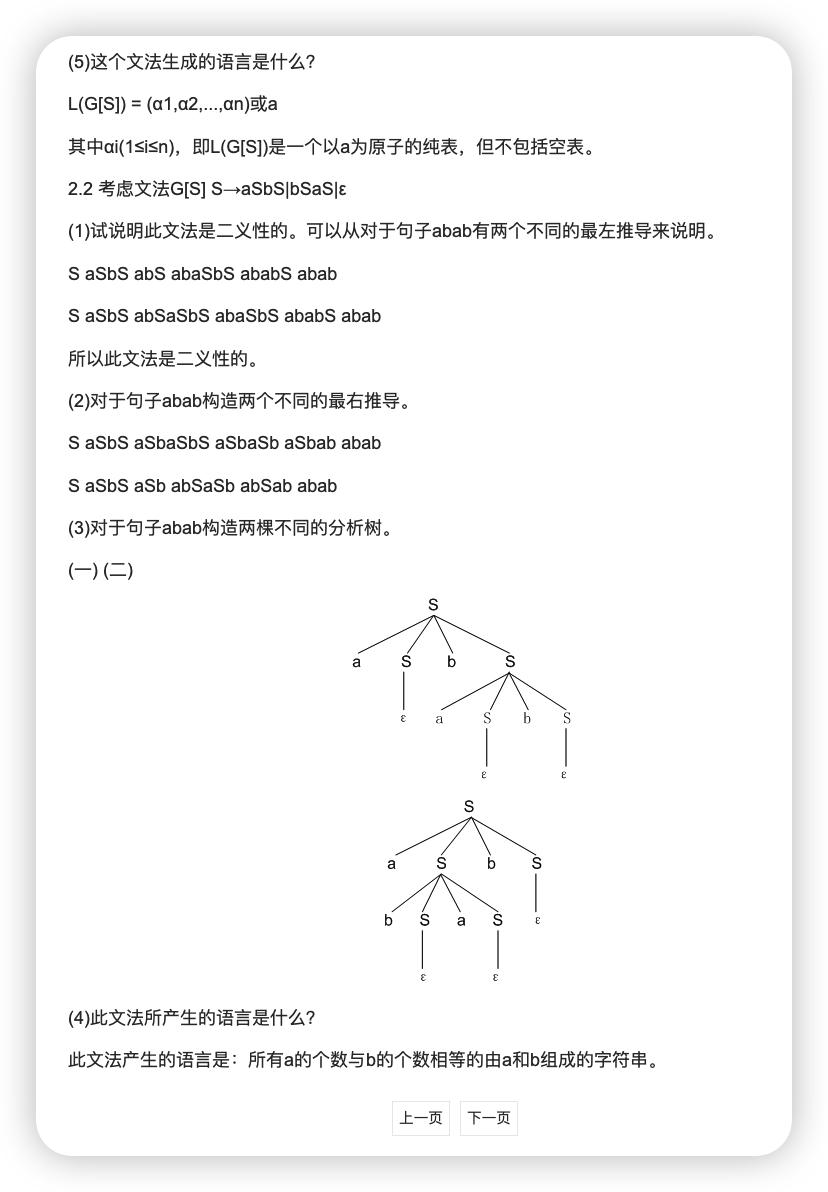 (5)这个文法生成的语言是什么？
L(G[S]) = (α1,α2,...,αn)或a
其中αi(1≤i≤n)，即L(G[S])是一个以a为原子的纯表，但不包括空表。
2.2 考虑文法G[S] S→aSbS|bSaS|ε
(1)试说明此文法是二义性的。可以从对于句子abab有两个不同的最左推导来说明。
S aSbS abS abaSbS ababS abab
S aSbS abSaSbS abaSbS ababS abab
所以此文法是二义性的。
(2)对于句子abab构造两个不同的最右推导。
S aSbS aSbaSbS aSbaSb aSbab abab
S aSbS aSb abSaSb abSab abab
(3)对于句子abab构造两棵不同的分析树。
(一) (二)
S
a S b S
ε a S b S
ε ε
S
a S b S
b S a S ε
ε ε
(4)此文法所产生的语言是什么？
此文法产生的语言是：所有a的个数与b的个数相等的由a和b组成的字符串。
上一页 下一页